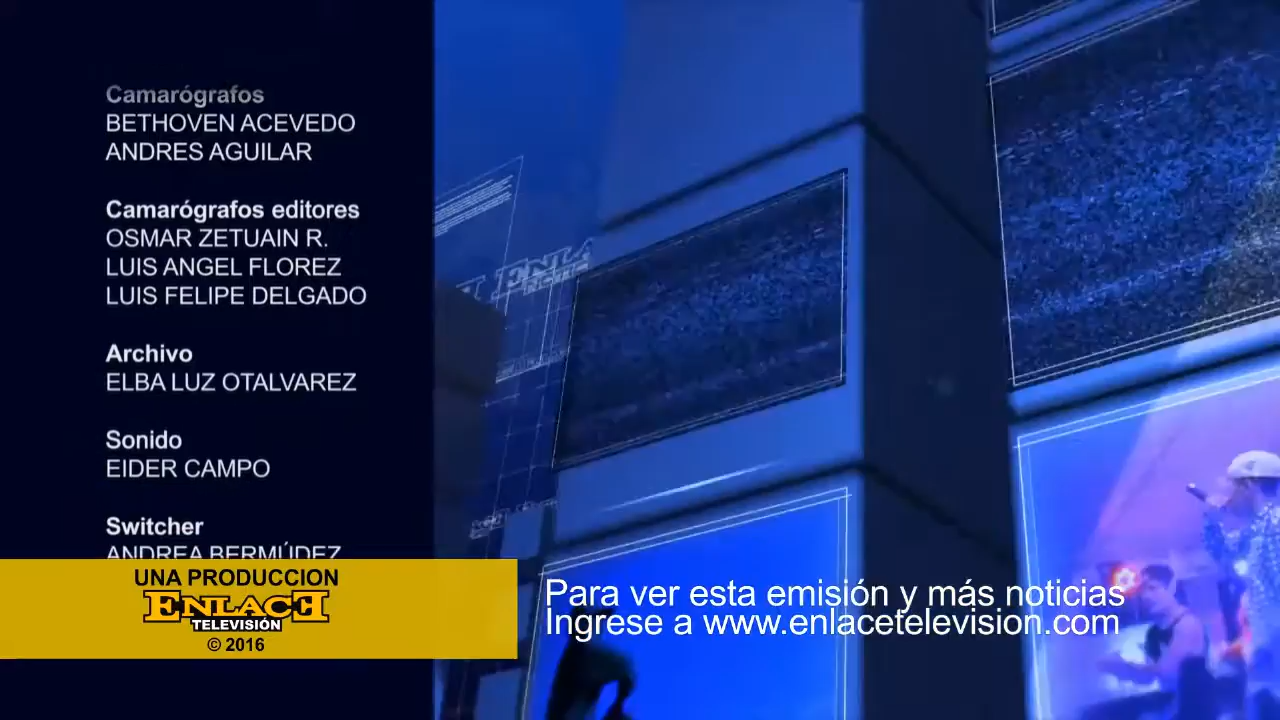 Camarógrafos
BETHOVEN ACEVEDO
ANDRES AGUILAR
Camarógrafos editores
OSMAR ZETUAIN R.
LUIS ANGEL FLOREZ
LUIS FELIPE DELGADO
Archivo
ELBA LUZ OTALVAREZ
Sonido
EIDER CAMPO
Switcher
ANDREA BERMÚDEZ
UNA PRODUCCION
ENLACE
TELEVISIÓN
© 2016
Para ver esta emisión y más noticias
Ingrese a www.enlacetelevision.com